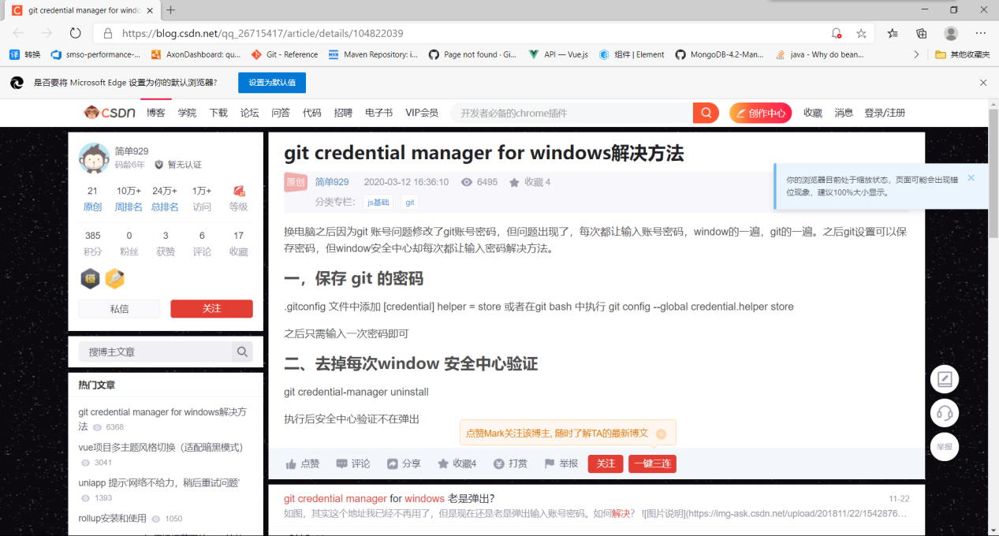 git credential manager for windo
https://blog.csdn.net/qq_26715417/article/details/104822039
译 转换 smso-performance-... AxonDashboard: qu... Git - Reference MVN Maven Repository: i... Page not found · Gi... API — Vue.js 组件 | Element MongoDB-4.2-Man... java - Why do bean... 其他收藏夹
是否要将 Microsoft Edge 设置为你的默认浏览器? 设置为默认值
CSDN 博客 学院 下载 论坛 问答 代码 招聘 电子书 VIP会员 开发者必备的chrome插件 创作中心 收藏 消息 登录/注册
简单929
码龄6年 暂无认证
21 10万+ 24万+ 1万+
原创 周排名 总排名 访问 等级
385 0 3 6 17
积分 粉丝 获赞 评论 收藏
恒
私信 关注
搜博主文章
热门文章
git credential manager for windows解决方
法 6368
vue项目多主题风格切换（适配暗黑模式）
3041
uniapp 提示‘网络不给力，稍后重试问题’
1393
rollup安装和使用 1050
git credential manager for windows解决方法
原创 简单929 2020-03-12 16:36:10 6495 收藏 4
分类专栏： js基础 git
你的浏览器目前处于缩放状态，页面可能会出现错
位现象，建议100%大小显示。
换电脑之后因为git 账号问题修改了git账号密码，但问题出现了，每次都让输入账号密码，window的一遍，git的一遍。之后git设置可以保
存密码，但window安全中心却每次都让输入密码解决方法。
一，保存 git 的密码
.gitconfig 文件中添加 [credential] helper = store 或者在git bash 中执行 git config --global credential.helper store
之后只需输入一次密码即可
二、去掉每次window 安全中心验证
git credential-manager uninstall
执行后安全中心验证不在弹出
点赞Mark关注该博主, 随时了解TA的最新博文
点赞 评论 分享 收藏4 打赏 举报 关注 一键三连
举报
git credential manager for windows 老是弹出? 11-22
如图，其实这个地址我已经不再用了，但是现在还是老是弹出输入账号密码。如何解决？ ![图片说明](https://img-ask.csdn.net/upload/201811/22/1542876...